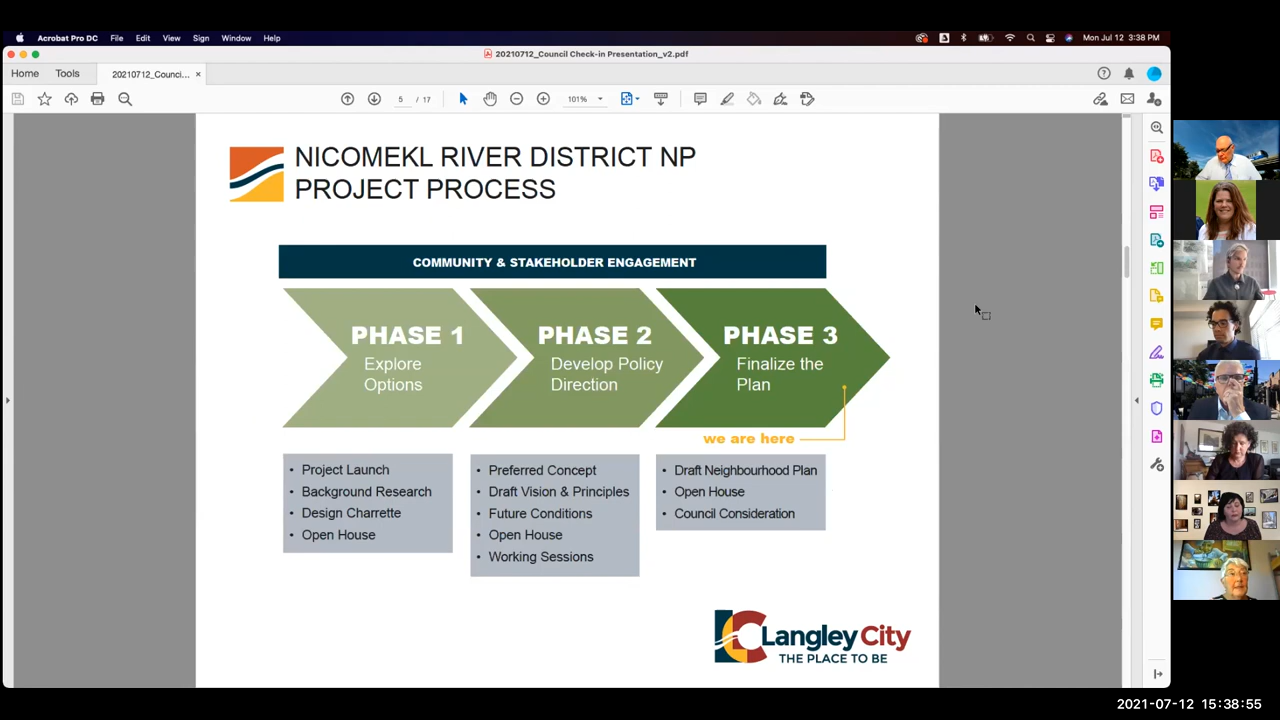 Acrobat Pro DC File Edit View Sign Window Help
Mon Jul 12 3:38 PM
20210712_Council Check-in Presentation_v2.pdf
Home Tools 20210712_Counci... ×
5 / 17
101%
NICOMEKL RIVER DISTRICT NP
PROJECT PROCESS
COMMUNITY & STAKEHOLDER ENGAGEMENT
PHASE 1
Explore
Options
PHASE 2
Develop Policy
Direction
PHASE 3
Finalize the
Plan
we are here
• Project Launch
• Background Research
• Design Charrette
• Open House
• Preferred Concept
• Draft Vision & Principles
• Future Conditions
• Open House
• Working Sessions
• Draft Neighbourhood Plan
• Open House
• Council Consideration
LC Langley City
THE PLACE TO BE
2021-07-12 15:38:55